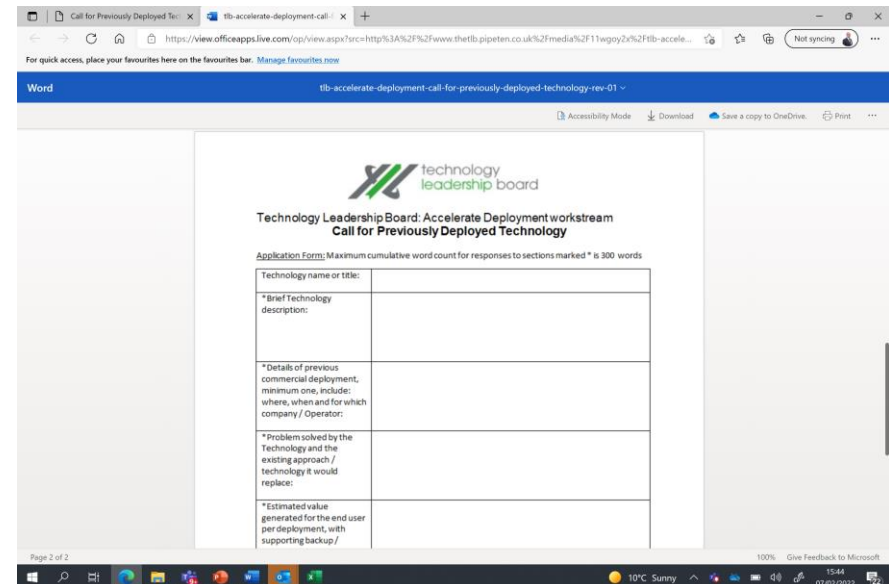 Call for Previously Deployed Tec
tlb-accelerate-deployment-call-f
https://view.officeapps.live.com/op/view.aspx?src=http%3A%2F%2Fwww.thetlb.pipeten.co.uk%2Fmedia%2F11wgoy2x%2Ftlb-accele...
Not syncing
For quick access, place your favourites here on the favourites bar. Manage favourites now
Word
tlb-accelerate-deployment-call-for-previously-deployed-technology-rev-01
Accessibility Mode
Download
Save a copy to OneDrive.
Print
technology
leadership board
Technology Leadership Board: Accelerate Deployment workstream
Call for Previously Deployed Technology
Application Form: Maximum cumulative word count for responses to sections marked * is 300 words
Technology name or title:
*Brief Technology
description:
*Details of previous
commercial deployment,
minimum one, include:
where, when and for which
company / Operator:
*Problem solved by the
Technology and the
existing approach /
technology it would
replace:
*Estimated value
generated for the end user
per deployment, with
supporting backup /
Page 2 of 2
100%
Give Feedback to Microsoft
10°C Sunny
15:44